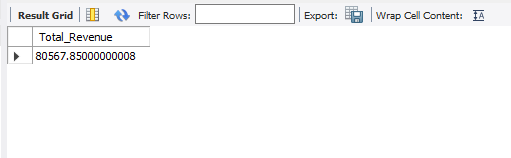 Result Grid Filter Rows: Export: Wrap Cell Content:
Total_Revenue
80567.85000000008